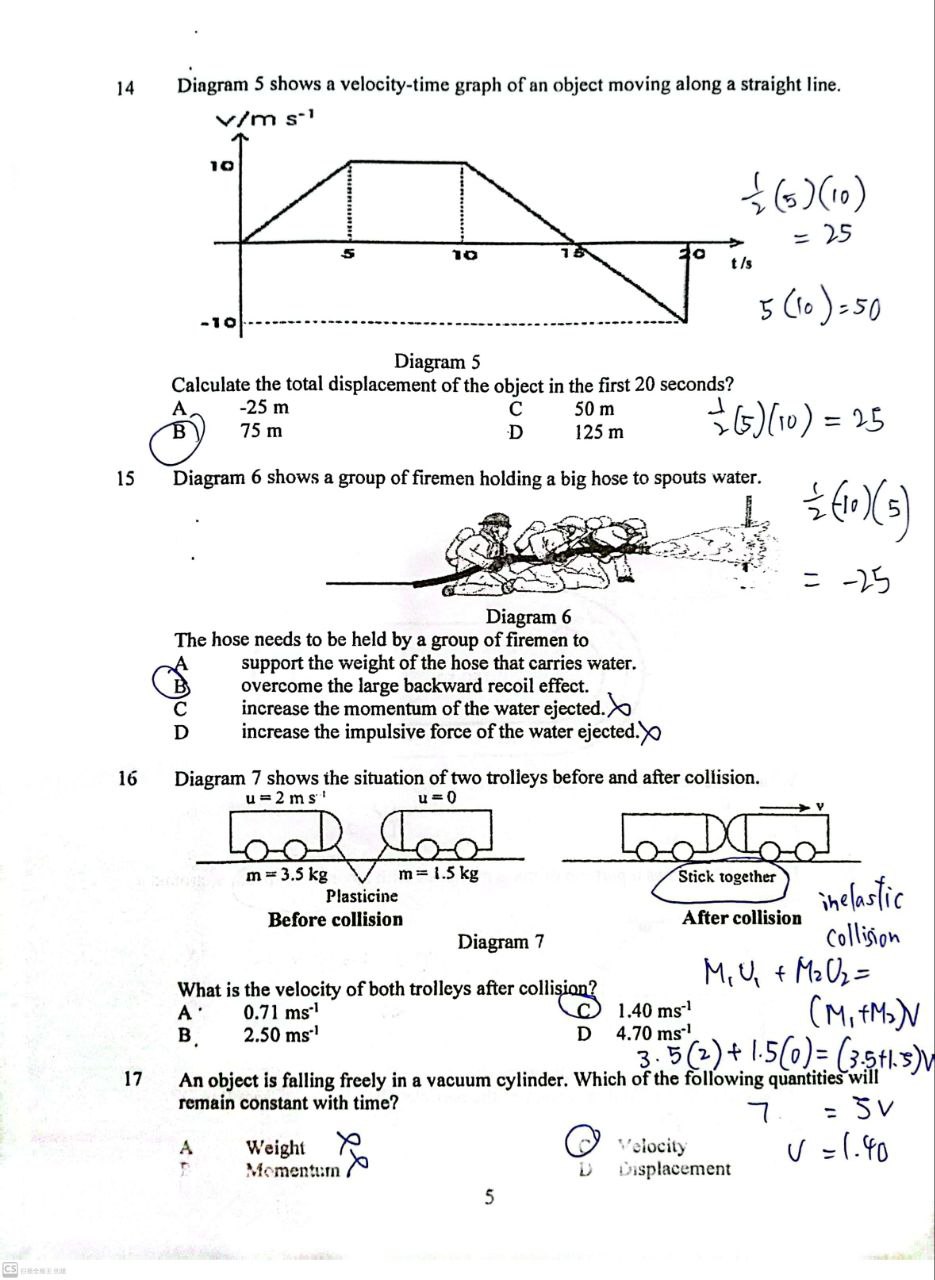 14 Diagram 5 shows a velocity-time graph of an object moving along a straight line.
v/m s⁻¹
10
5 10 15 20
t/s
-10
½(5)(10)
= 25
5(10)=50
Diagram 5
Calculate the total displacement of the object in the first 20 seconds?
A -25 m C 50 m
B 75 m D 125 m
½(5)(10) = 25
15 Diagram 6 shows a group of firemen holding a big hose to spouts water.
½(-10)(5)
= -25
Diagram 6
The hose needs to be held by a group of firemen to
A support the weight of the hose that carries water.
B overcome the large backward recoil effect.
C increase the momentum of the water ejected.
D increase the impulsive force of the water ejected.
16 Diagram 7 shows the situation of two trolleys before and after collision.
u = 2 m s⁻¹ u = 0 v
m = 3.5 kg m = 1.5 kg Stick together
Plasticine
Before collision After collision
inelastic
collision
Diagram 7
M₁U₁ + M₂U₂ =
(M₁+M₂)V
What is the velocity of both trolleys after collision?
A 0.71 ms⁻¹ C 1.40 ms⁻¹
B 2.50 ms⁻¹ D 4.70 ms⁻¹
3.5(2) + 1.5(0) = (3.5+1.5)V
17 An object is falling freely in a vacuum cylinder. Which of the following quantities will
remain constant with time?
7 = 5V
V = 1.40
A Weight C Velocity
B Momentum D Displacement
5
CS